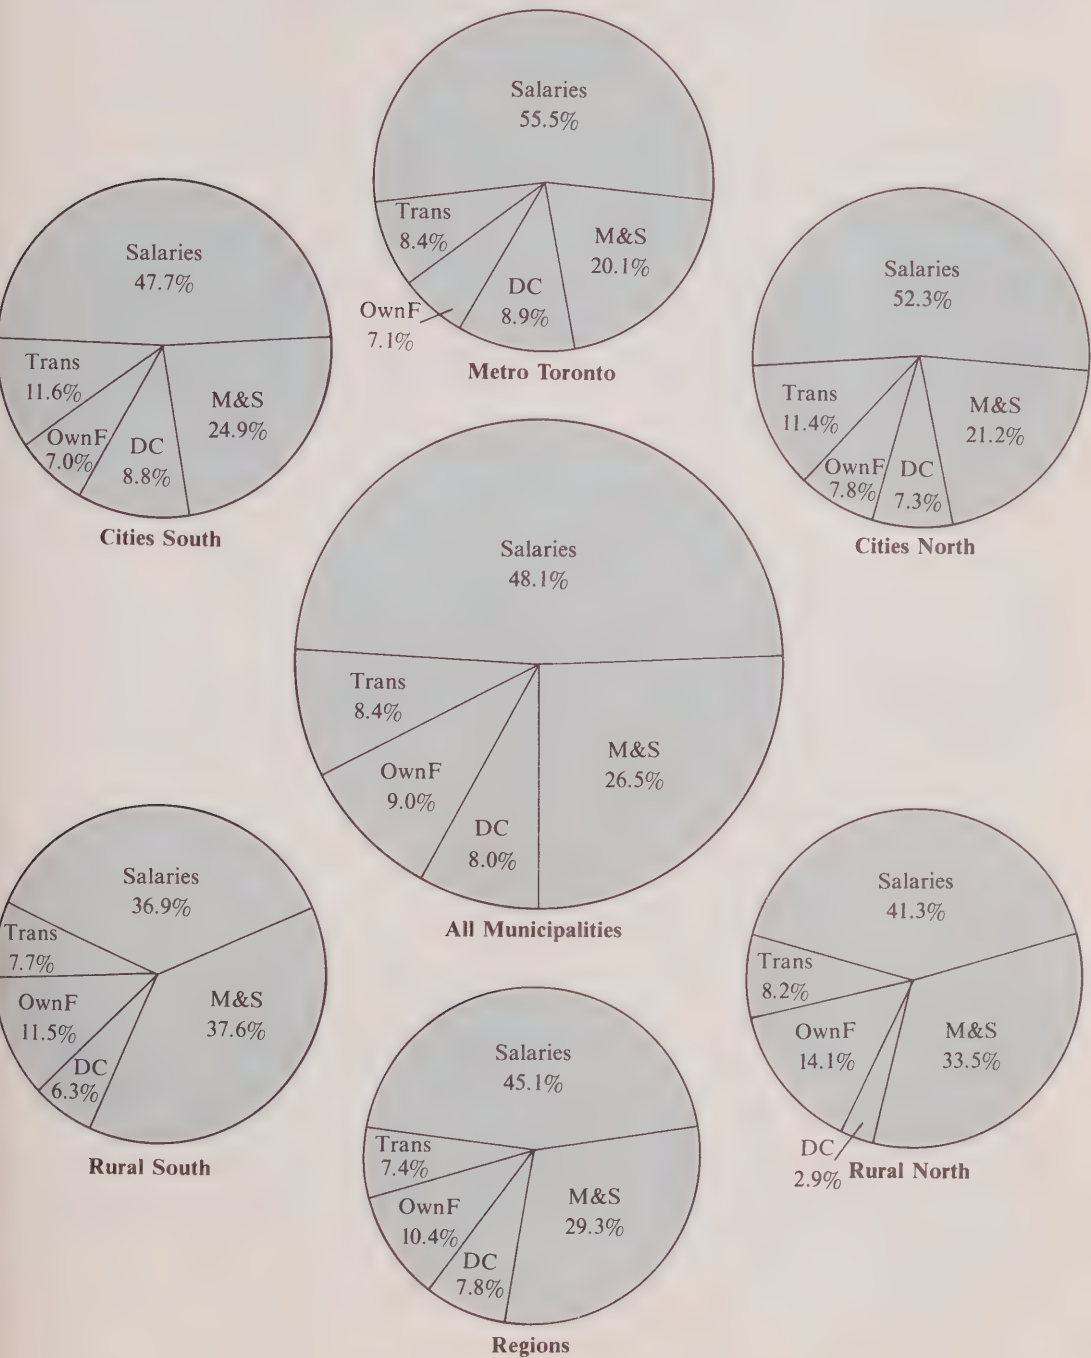 Salaries
55.5%
Trans
8.4%
OwnF
7.1%
DC
8.9%
M&S
20.1%
Metro Toronto
Salaries
47.7%
Trans
11.6%
OwnF
7.0%
DC
8.8%
M&S
24.9%
Cities South
Salaries
52.3%
Trans
11.4%
OwnF
7.8%
DC
7.3%
M&S
21.2%
Cities North
Salaries
48.1%
Trans
8.4%
OwnF
9.0%
DC
8.0%
M&S
26.5%
All Municipalities
Salaries
36.9%
Trans
7.7%
OwnF
11.5%
DC
6.3%
M&S
37.6%
Rural South
Salaries
41.3%
Trans
8.2%
OwnF
14.1%
DC
2.9%
M&S
33.5%
Rural North
Salaries
45.1%
Trans
7.4%
OwnF
10.4%
DC
7.8%
M&S
29.3%
Regions